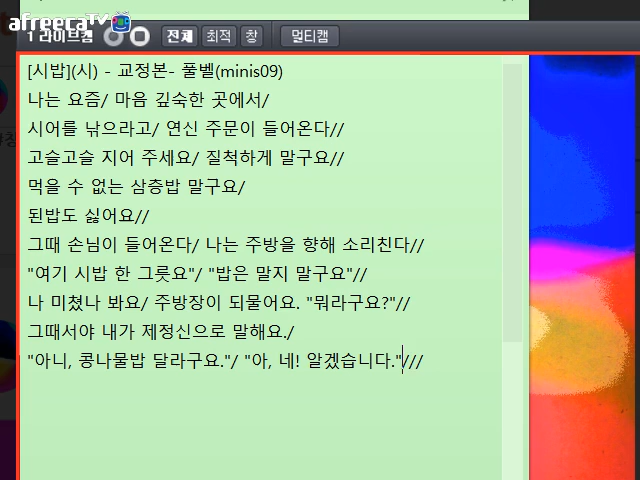 afreecaTV
1 라이브캠 전체 최적 창 멀티캠
[시밥](시) - 교정본- 풀벨(minis09)
나는 요즘/ 마음 깊숙한 곳에서/
시어를 낚으라고/ 연신 주문이 들어온다//
고슬고슬 지어 주세요/ 질척하게 말구요//
먹을 수 없는 삼층밥 말구요/
된밥도 싫어요//
그때 손님이 들어온다/ 나는 주방을 향해 소리친다//
"여기 시밥 한 그릇요"/ "밥은 말지 말구요"//
나 미쳤나 봐요/ 주방장이 되물어요. "뭐라구요?"//
그때서야 내가 제정신으로 말해요./
"아니, 콩나물밥 달라구요."/ "아, 네! 알겠습니다."///